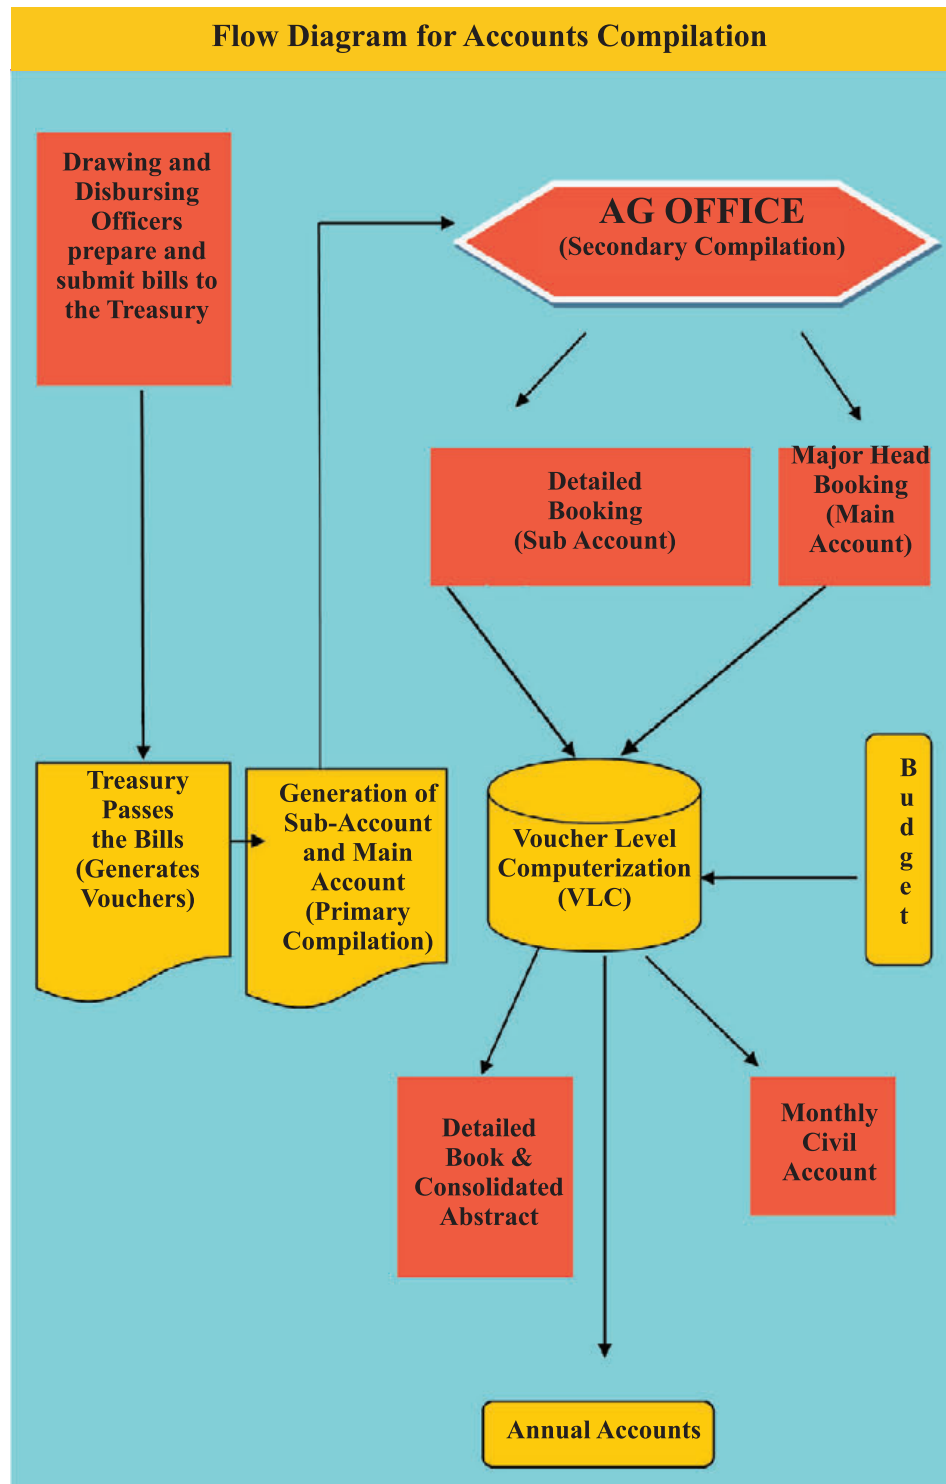 Flow Diagram for Accounts Compilation
Drawing and
Disbursing
Officers
prepare and
submit bills to
the Treasury
AG OFFICE
(Secondary Compilation)
Detailed
Booking
(Sub Account)
Major Head
Booking
(Main
Account)
Treasury
Passes
the Bills
(Generates
Vouchers)
Generation of
Sub-Account
and Main
Account
(Primary
Compilation)
Voucher Level
Computerization
(VLC)
B
u
d
g
e
t
Detailed
Book &
Consolidated
Abstract
Monthly
Civil
Account
Annual Accounts